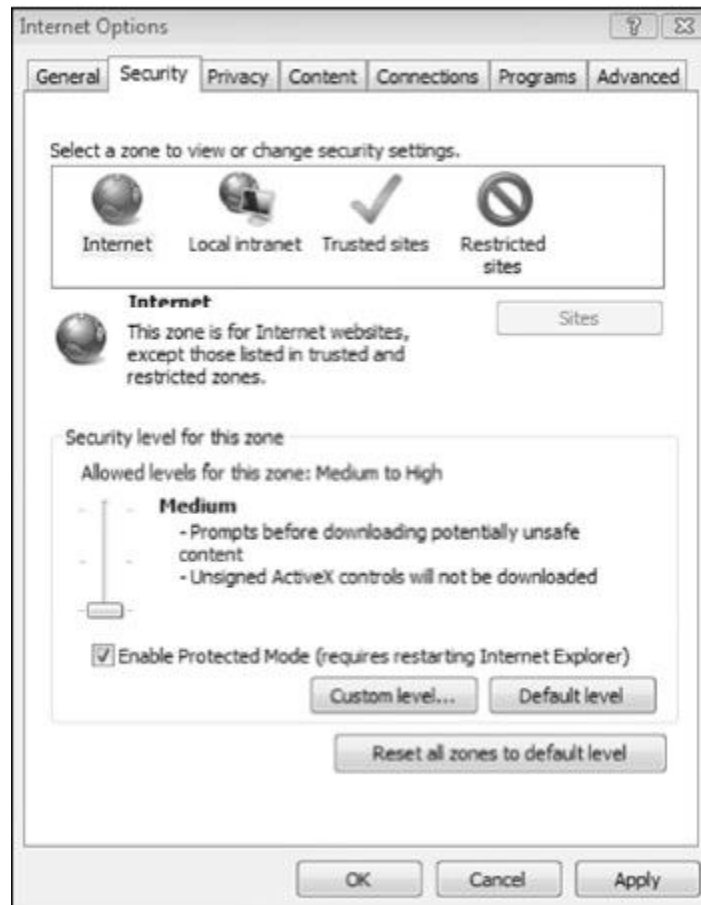 Internet Options
General Security Privacy Content Connections Programs Advanced
Select a zone to view or change security settings.
Internet Local intranet Trusted sites Restricted
sites
Internet
Sites
This zone is for Internet websites,
except those listed in trusted and
restricted zones.
Security level for this zone
Allowed levels for this zone: Medium to High
Medium
- Prompts before downloading potentially unsafe
content
- Unsigned ActiveX controls will not be downloaded
Enable Protected Mode (requires restarting Internet Explorer)
Custom level... Default level
Reset all zones to default level
OK Cancel Apply